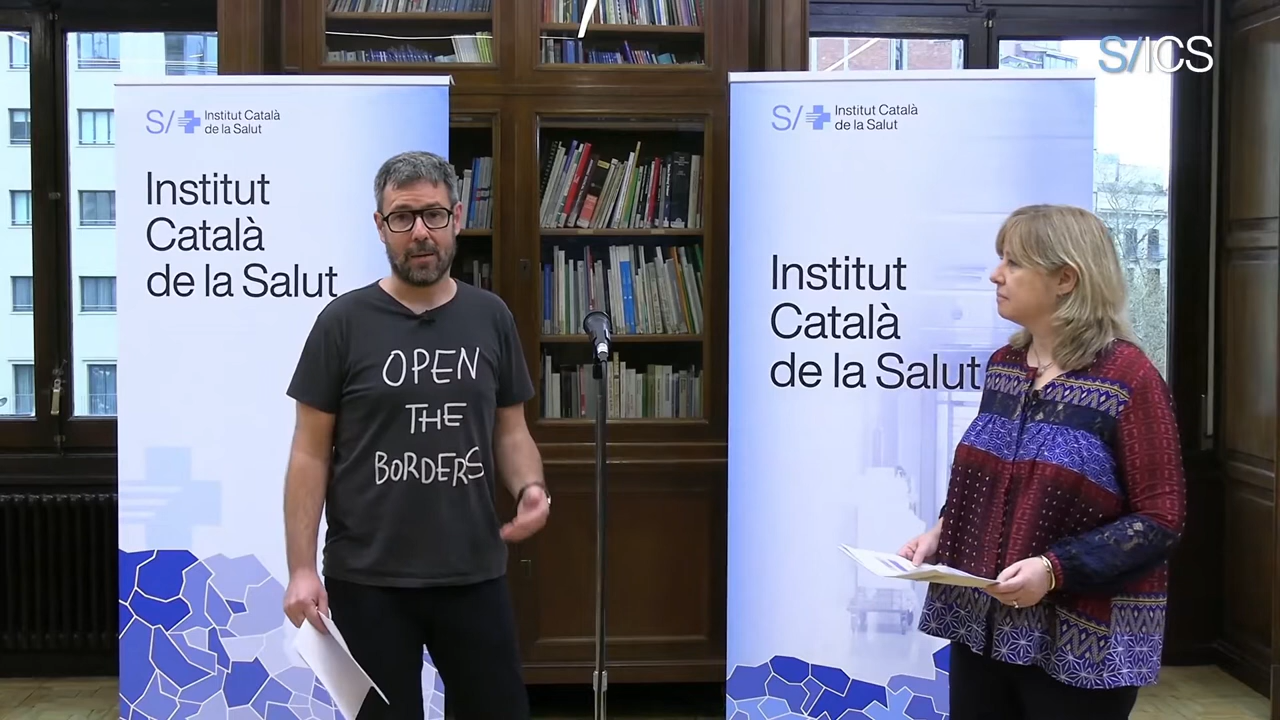 S/ICS
S/ Institut Català
de la Salut
Institut
Català
de la Salut
OPEN
THE
BORDERS
S/ Institut Català
de la Salut
Institut
Català
de la Salut